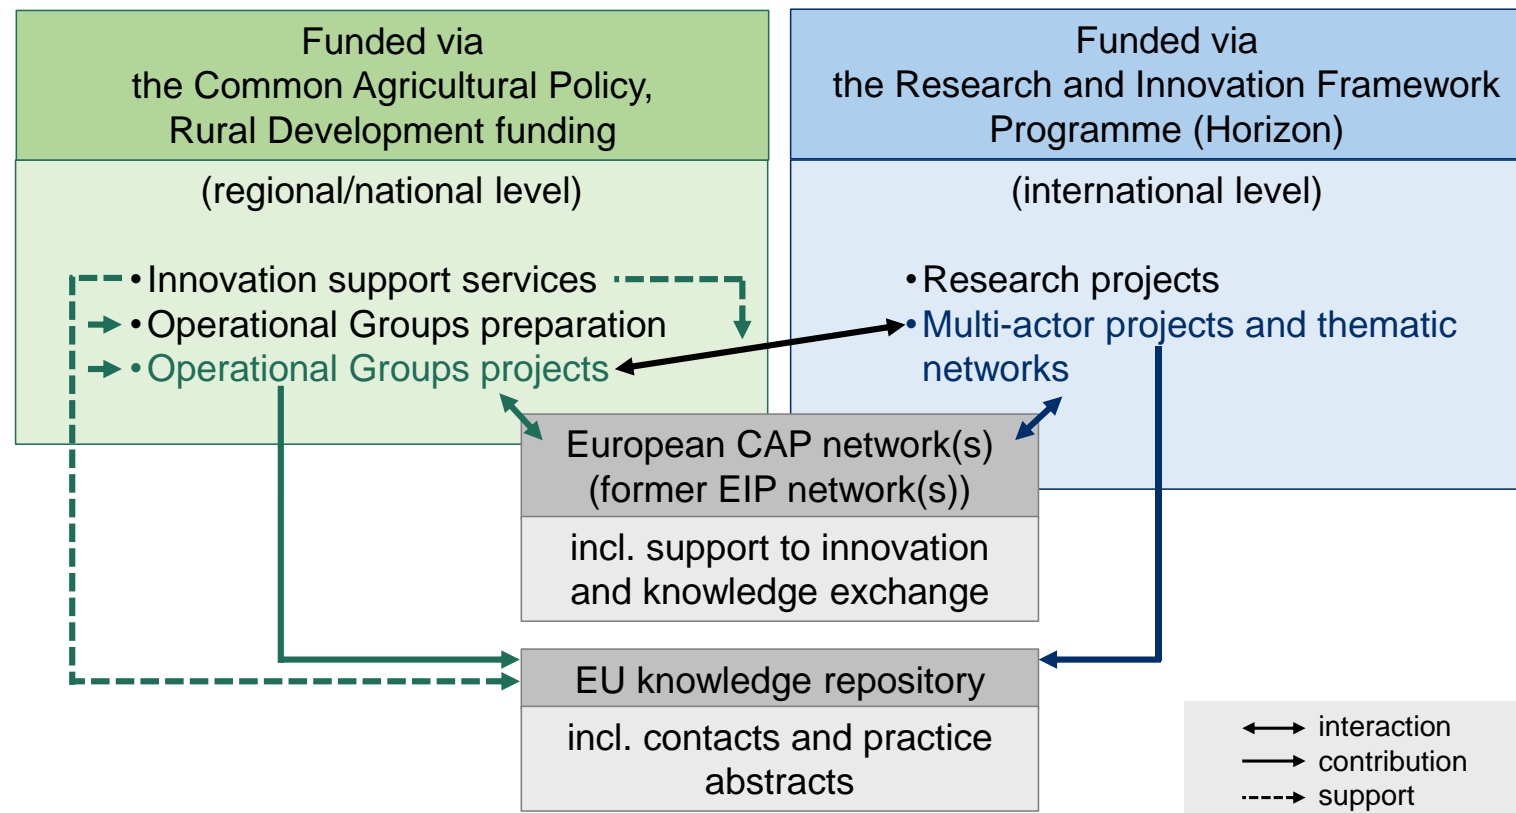 Funded via
the Common Agricultural Policy,
Rural Development funding
(regional/national level)
•Innovation support services
•Operational Groups preparation
•Operational Groups projects
Funded via
the Research and Innovation Framework
Programme (Horizon)
(international level)
•Research projects
•Multi-actor projects and thematic
networks
European CAP network(s)
(former EIP network(s))
incl. support to innovation
and knowledge exchange
EU knowledge repository
incl. contacts and practice
abstracts
interaction
contribution
support